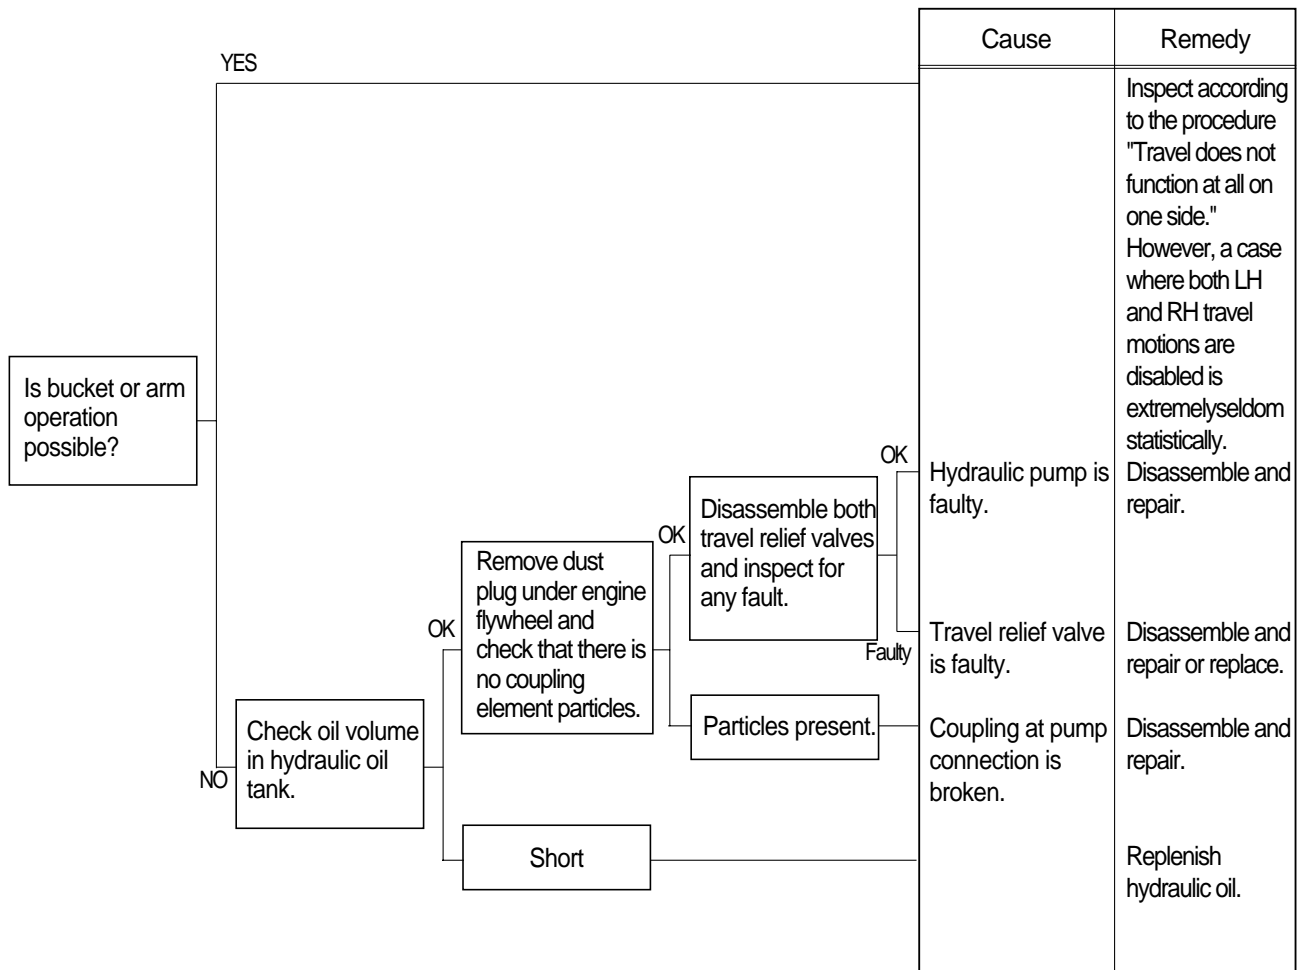 Cause
Remedy
YES
Inspect according
to the procedure
"Travel does not
function at all on
one side."
However, a case
where both LH
and RH travel
motions are
disabled is
extremelyseldom
statistically.
Is bucket or arm
operation
possible?
OK
Hydraulic pump is
faulty.
Disassemble and
repair.
Disassemble both
travel relief valves
and inspect for
any fault.
OK
Remove dust
plug under engine
flywheel and
check that there is
no coupling
element particles.
OK
Faulty
Travel relief valve
is faulty.
Disassemble and
repair or replace.
Particles present.
Coupling at pump
connection is
broken.
Disassemble and
repair.
Check oil volume
in hydraulic oil
tank.
NO
Short
Replenish
hydraulic oil.